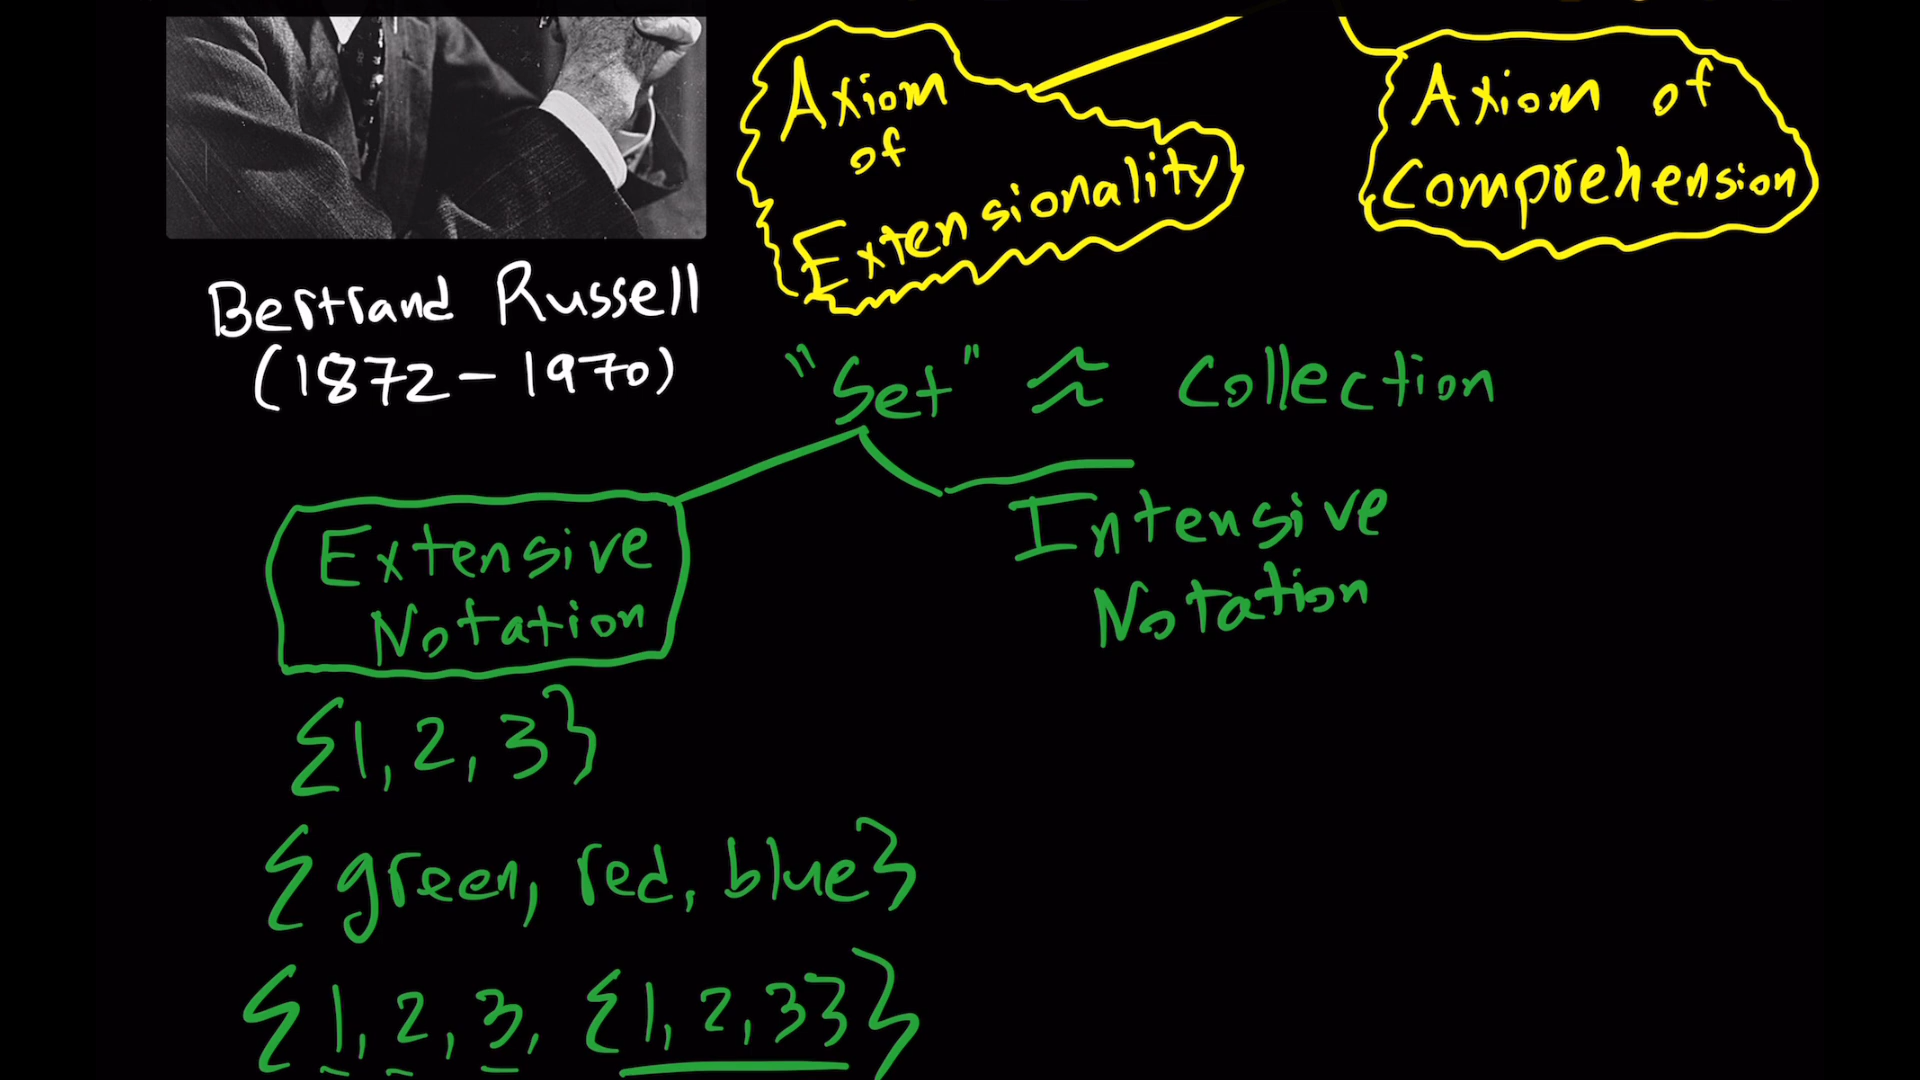 Axiom
of
Extensionality
Axiom of
Comprehension
Bertrand Russell
(1872 – 1970)
"Set" ≈ Collection
Extensive
Notation
Intensive
Notation
{1, 2, 3}
{green, red, blue}
{1, 2, 3, {1, 2, 3}}